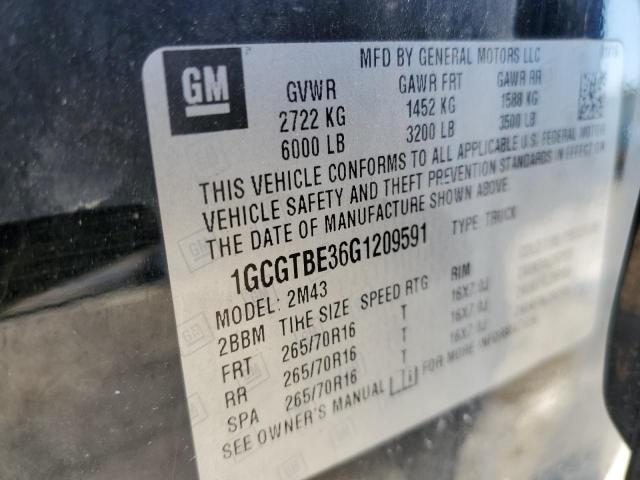 GM
MFD BY GENERAL MOTORS LLC
GVWR GAWR FRT GAWR RR
2722 KG 1452 KG 1588 KG
6000 LB 3200 LB 3500 LB
THIS VEHICLE CONFORMS TO ALL APPLICABLE U.S. FEDERAL MOTOR
VEHICLE SAFETY AND THEFT PREVENTION STANDARDS IN EFFECT ON
THE DATE OF MANUFACTURE SHOWN ABOVE.
1GCGTBE36G1209591 TYPE: TRUCK
MODEL: 2M43
2BBM TIRE SIZE SPEED RTG RIM
FRT 265/70R16 T 16X7.0J
RR 265/70R16 T 16X7.0J
SPA 265/70R16 T 16X7.0J
SEE OWNER'S MANUAL FOR MORE INFORMATION